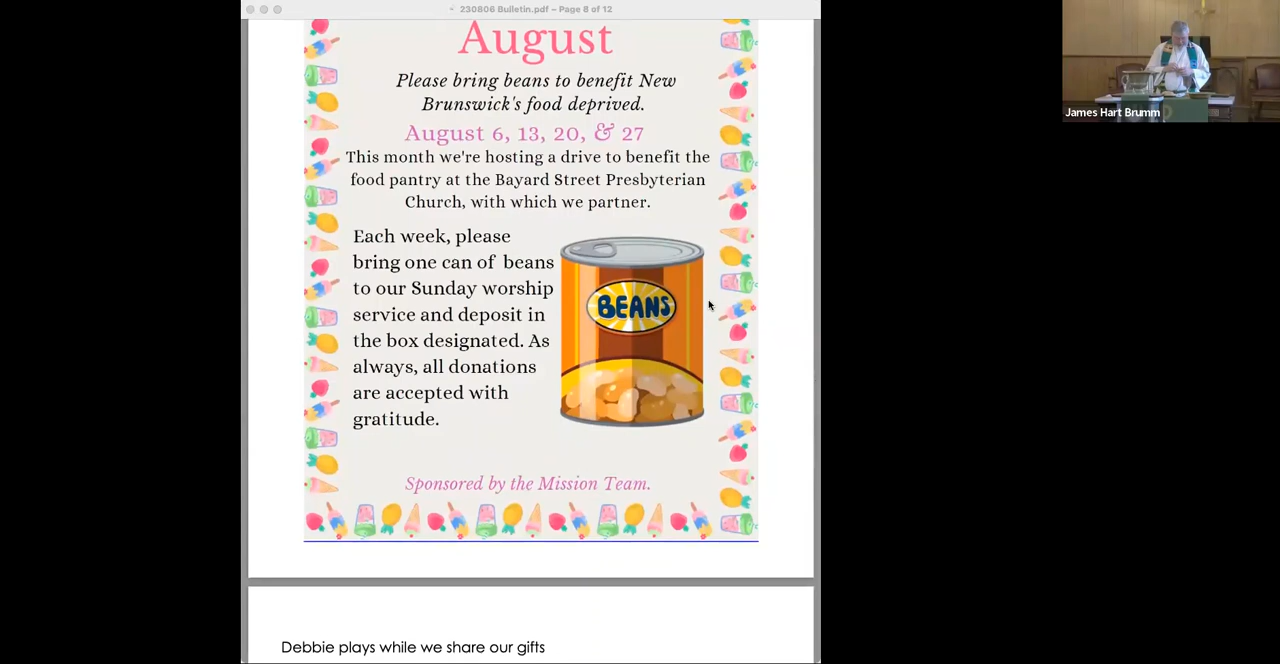 230806 Bulletin.pdf – Page 8 of 12
James Hart Brumm
August
Please bring beans to benefit New
Brunswick's food deprived.
August 6, 13, 20, & 27
This month we're hosting a drive to benefit the
food pantry at the Bayard Street Presbyterian
Church, with which we partner.
Each week, please
bring one can of beans
to our Sunday worship
service and deposit in
the box designated. As
always, all donations
are accepted with
gratitude.
BEANS
Sponsored by the Mission Team.
Debbie plays while we share our gifts